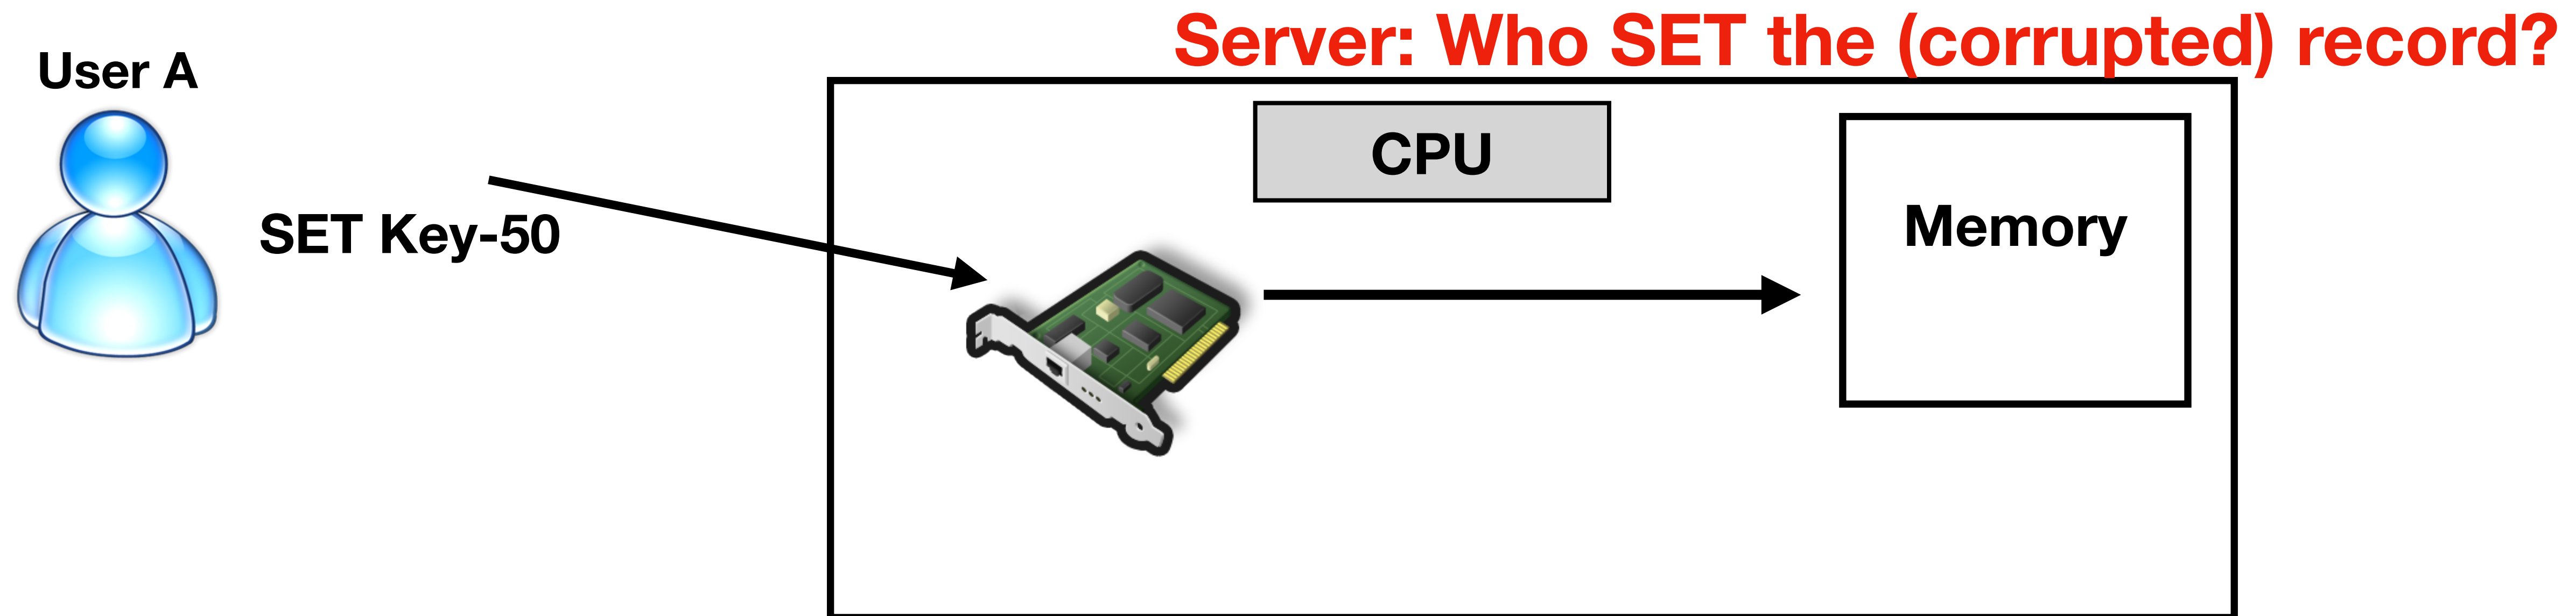 Server: Who SET the (corrupted) record?
User A
CPU
SET Key-50
Memory